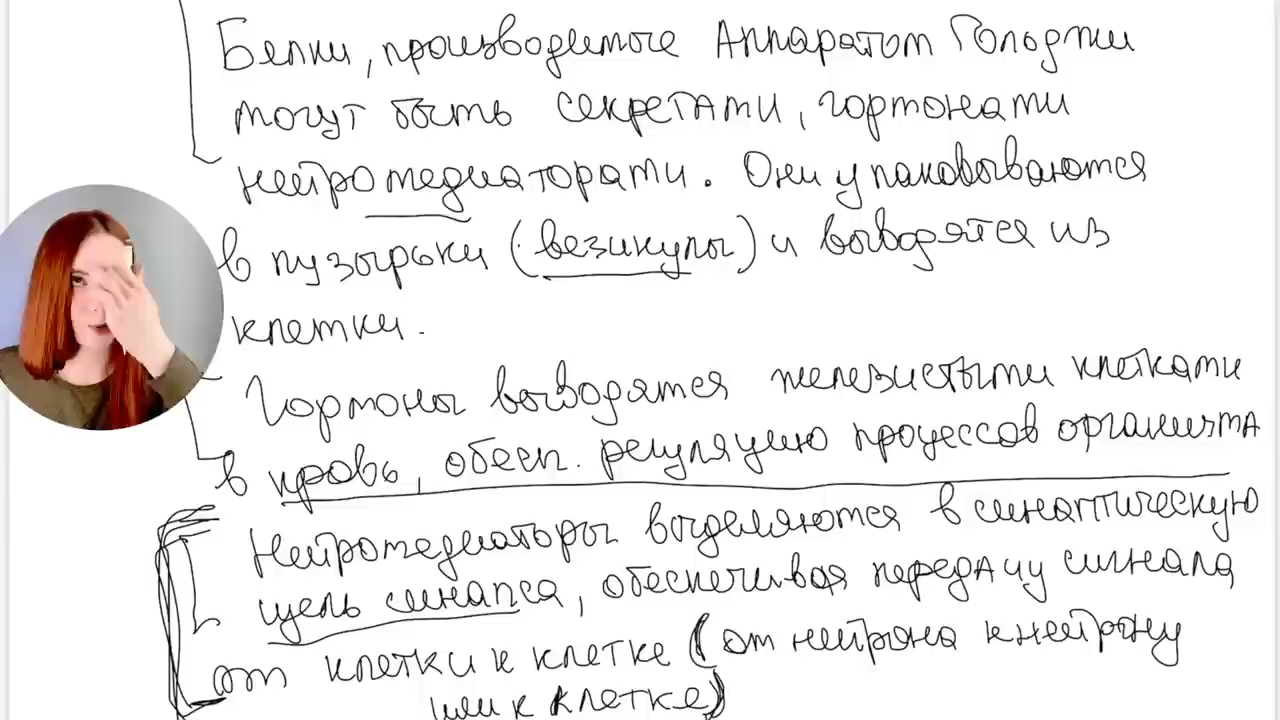 Белки, производимые Аппаратом Гольджи
могут быть секретами, гормонами
нейромедиаторами. Они упаковываются
в пузырьки (везикулы) и выводятся из
клетки.
Гормоны выводятся железистыми клетками
в кровь, обесп. регуляцию процессов организма
Нейромедиаторы выделяются в синаптическую
щель синапса, обеспечивая передачу сигнала
от клетки к клетке (от нейрона к нейрону
или к клетке)